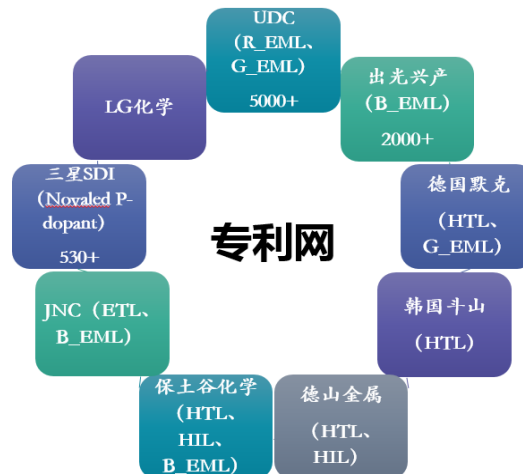 UDC
（R_EML、
G_EML）
5000+
出光兴产
（B_EML）
2000+
德国默克
（HTL、
G_EML）
韩国斗山
（HTL）
德山金属
（HTL、
HIL）
保土谷化学
（HTL、
HIL、
B_EML）
JNC（ETL、
B_EML）
三星SDI
（Novaled P-
dopant）
530+
LG化学
专利网